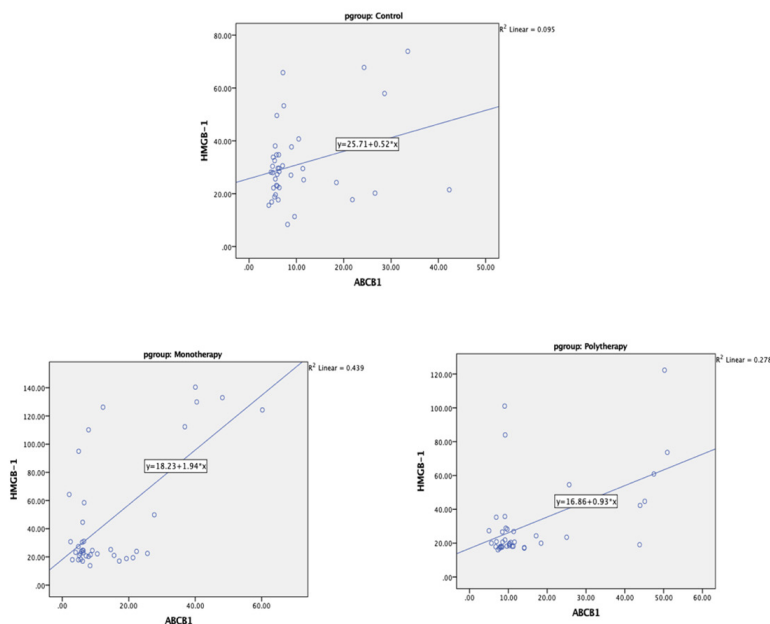 pgroup: Control
R² Linear = 0.095
80.00
60.00
40.00
20.00
.00
HMGB-1
y=25.71+0.52*x
.00 10.00 20.00 30.00 40.00 50.00
ABCB1
pgroup: Monotherapy
R² Linear = 0.439
140.00
120.00
100.00
80.00
60.00
40.00
20.00
.00
HMGB-1
y=18.23+1.94*x
.00 20.00 40.00 60.00
ABCB1
pgroup: Polytherapy
R² Linear = 0.278
120.00
100.00
80.00
60.00
40.00
20.00
.00
HMGB-1
y=16.86+0.93*x
.00 10.00 20.00 30.00 40.00 50.00 60.00
ABCB1